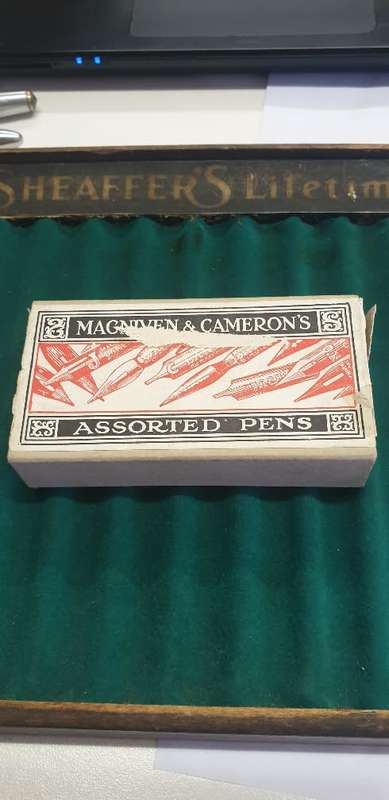 SHEAFFER'S Lifetim
MACNIVEN & CAMERON'S
ASSORTED PENS